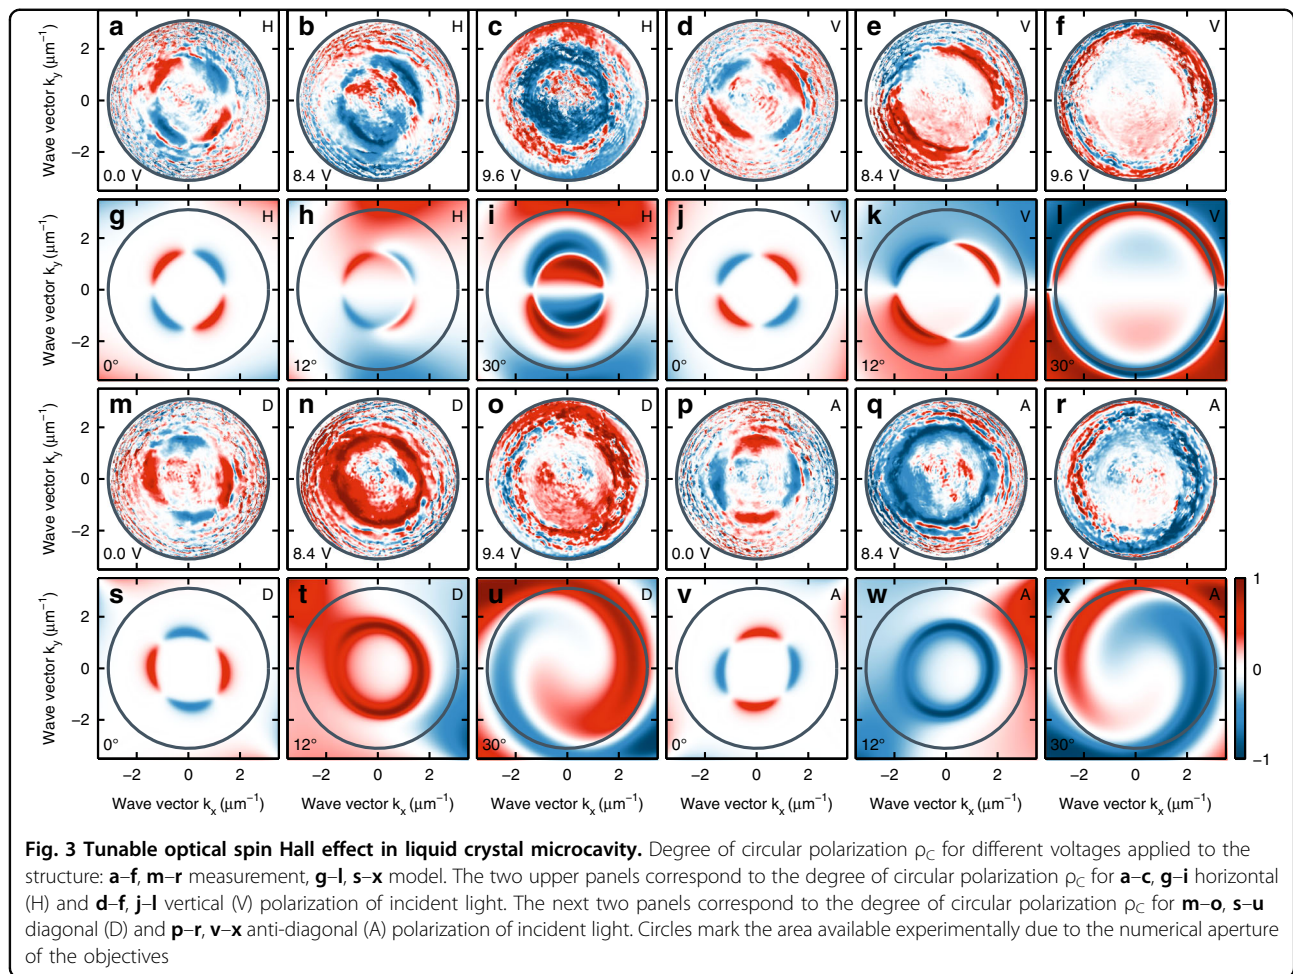 a H b H c H d V e V f V
Wave vector k_y (μm⁻¹)
2
0
−2
0.0 V 8.4 V 9.6 V 0.0 V 8.4 V 9.6 V
g H h H i H j V k V l V
Wave vector k_y (μm⁻¹)
2
0
−2
0° 12° 30° 0° 12° 30°
m D n D o D p A q A r A
Wave vector k_y (μm⁻¹)
2
0
−2
0.0 V 8.4 V 9.4 V 0.0 V 8.4 V 9.4 V
s D t D u D v A w A x A
1
0
−1
Wave vector k_y (μm⁻¹)
2
0
−2
0° 12° 30° 0° 12° 30°
−2 0 2 −2 0 2 −2 0 2 −2 0 2 −2 0 2 −2 0 2
Wave vector k_x (μm⁻¹) Wave vector k_x (μm⁻¹) Wave vector k_x (μm⁻¹) Wave vector k_x (μm⁻¹) Wave vector k_x (μm⁻¹) Wave vector k_x (μm⁻¹)
Fig. 3 Tunable optical spin Hall effect in liquid crystal microcavity. Degree of circular polarization ρ_C for different voltages applied to the
structure: a–f, m–r measurement, g–l, s–x model. The two upper panels correspond to the degree of circular polarization ρ_C for a–c, g–i horizontal
(H) and d–f, j–l vertical (V) polarization of incident light. The next two panels correspond to the degree of circular polarization ρ_C for m–o, s–u
diagonal (D) and p–r, v–x anti-diagonal (A) polarization of incident light. Circles mark the area available experimentally due to the numerical aperture
of the objectives